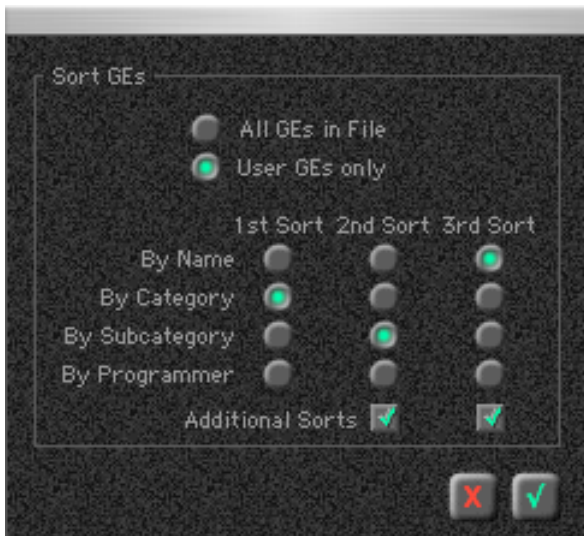 Sort GEs
All GEs in File
User GEs only
1st Sort 2nd Sort 3rd Sort
By Name
By Category
By Subcategory
By Programmer
Additional Sorts
X